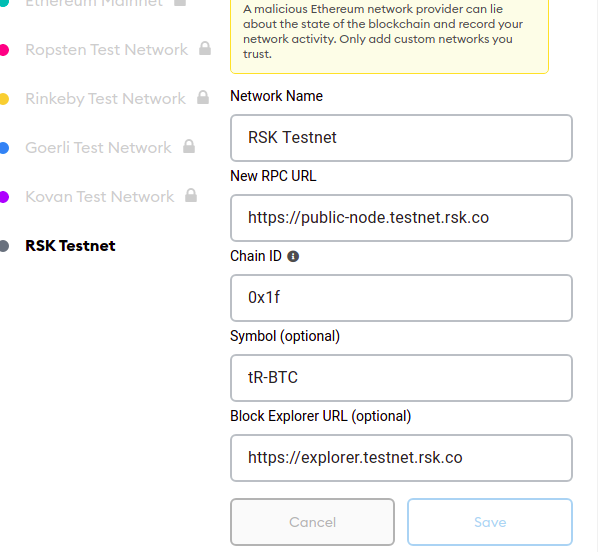 Ethereum Mainnet
Ropsten Test Network
Rinkeby Test Network
Goerli Test Network
Kovan Test Network
RSK Testnet
A malicious Ethereum network provider can lie
about the state of the blockchain and record your
network activity. Only add custom networks you
trust.
Network Name
RSK Testnet
New RPC URL
https://public-node.testnet.rsk.co
Chain ID
0x1f
Symbol (optional)
tR-BTC
Block Explorer URL (optional)
https://explorer.testnet.rsk.co
Cancel
Save